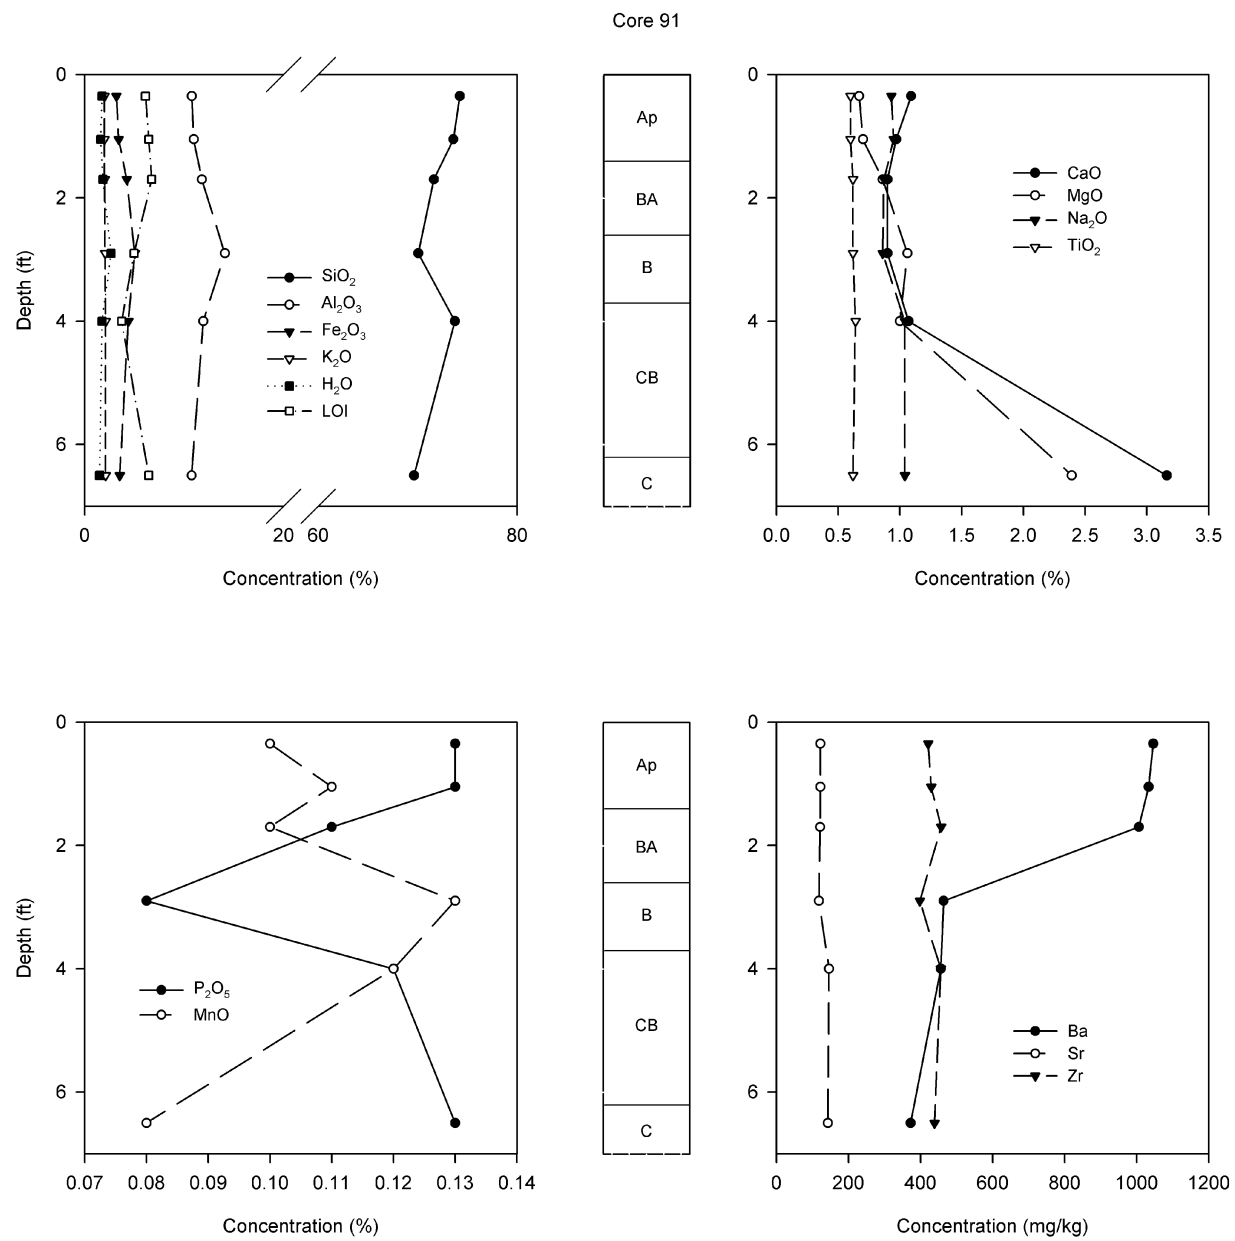 Core 91
0
2
4
6
Depth (ft)
SiO2
Al2O3
Fe2O3
K2O
H2O
LOI
0 20 60 80
Concentration (%)
Ap
BA
B
CB
C
0
2
4
6
CaO
MgO
Na2O
TiO2
0.0 0.5 1.0 1.5 2.0 2.5 3.0 3.5
Concentration (%)
0
2
4
6
Depth (ft)
P2O5
MnO
0.07 0.08 0.09 0.10 0.11 0.12 0.13 0.14
Concentration (%)
Ap
BA
B
CB
C
0
2
4
6
Ba
Sr
Zr
0 200 400 600 800 1000 1200
Concentration (mg/kg)